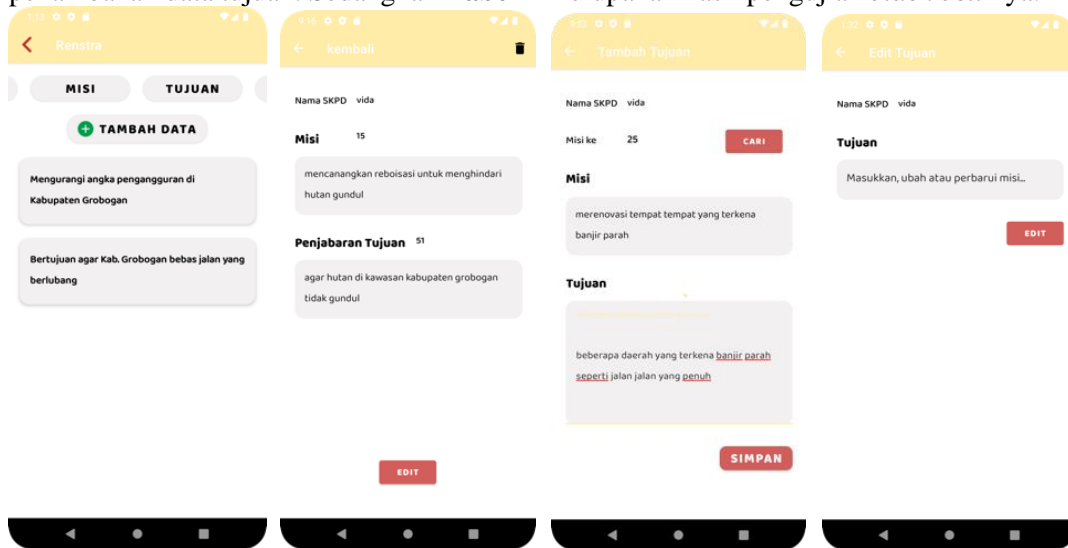 1:12
Renstra
MISI TUJUAN
TAMBAH DATA
Mengurangi angka pengangguran di
Kabupaten Grobogan
Bertujuan agar Kab. Grobogan bebas jalan yang
berlubang
9:16
kembali
Nama SKPD vida
Misi 15
mencanangkan reboisasi untuk menghindari
hutan gundul
Penjabaran Tujuan 51
agar hutan di kawasan kabupaten grobogan
tidak gundul
EDIT
Tambah Tujuan
Nama SKPD vida
Misi ke 25 CARI
Misi
merenovasi tempat tempat yang terkena
banjir parah
Tujuan
beberapa daerah yang terkena banjir parah
seperti jalan jalan yang penuh
SIMPAN
Edit Tujuan
Nama SKPD vida
Tujuan
Masukkan, ubah atau perbarui misi...
EDIT